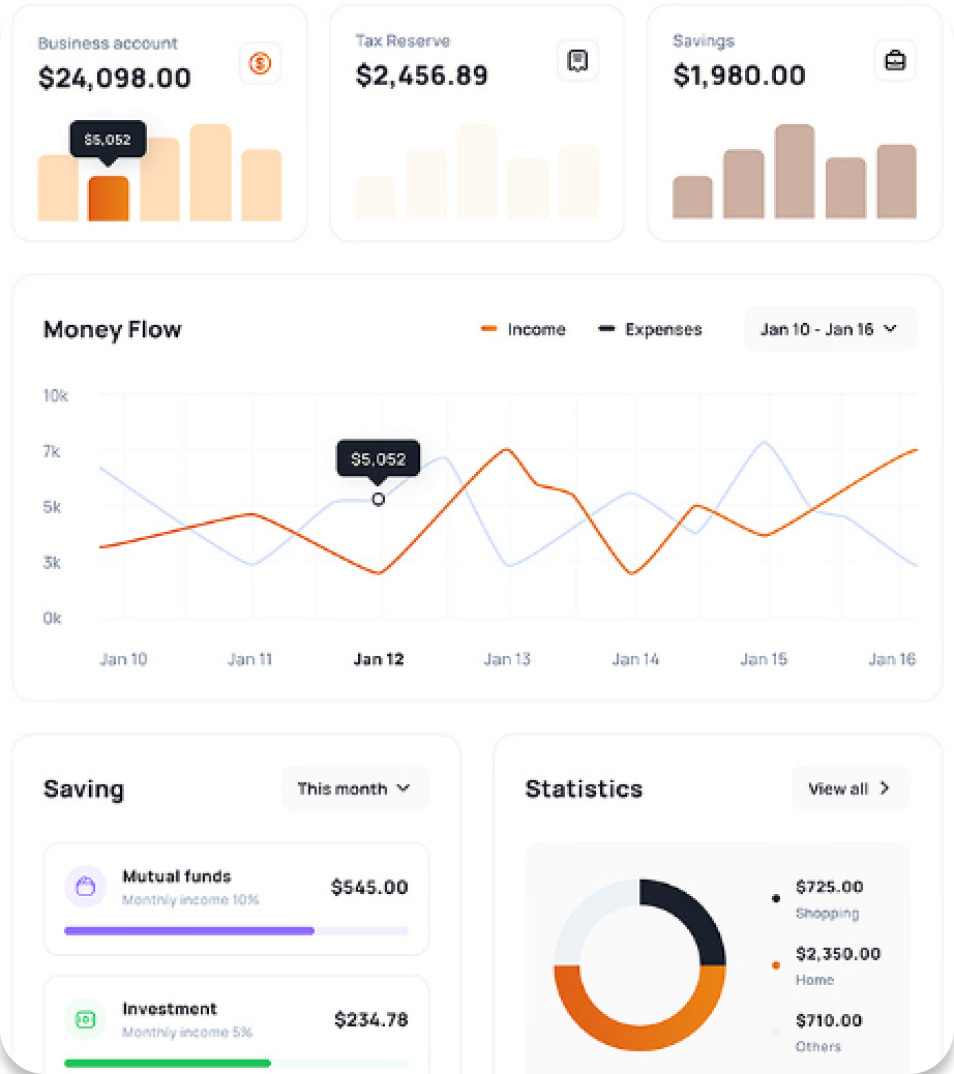 Business account
$24,098.00
$5,052
Tax Reserve
$2,456.89
Savings
$1,980.00
Money Flow
Income
Expenses
Jan 10 - Jan 16
10k
7k
5k
3k
0k
$5,052
Jan 10
Jan 11
Jan 12
Jan 13
Jan 14
Jan 15
Jan 16
Saving
This month
Mutual funds
Monthly income 10%
$545.00
Investment
Monthly income 5%
$234.78
Statistics
View all
$725.00
Shopping
$2,350.00
Home
$710.00
Others